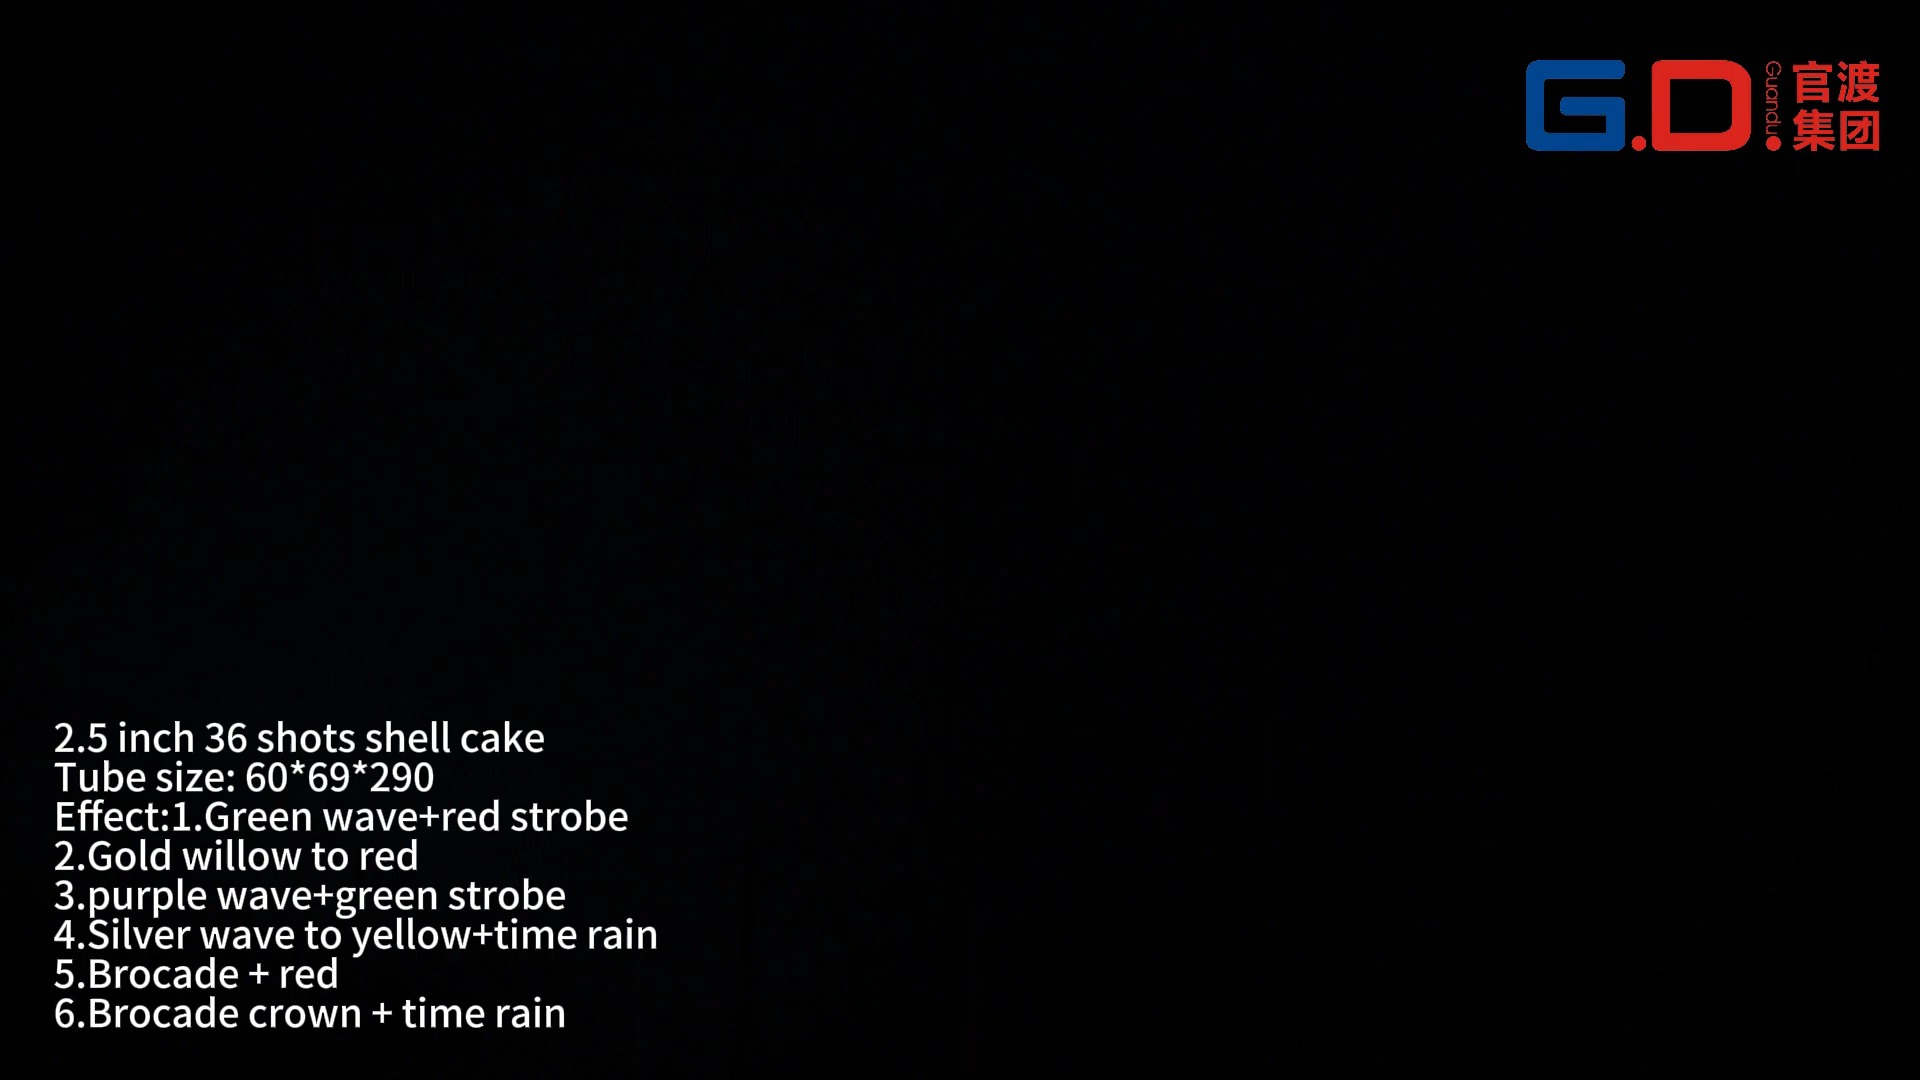 G.D.
Guandu
官渡
集团
2.5 inch 36 shots shell cake
Tube size: 60*69*290
Effect:1.Green wave+red strobe
2.Gold willow to red
3.purple wave+green strobe
4.Silver wave to yellow+time rain
5.Brocade + red
6.Brocade crown + time rain